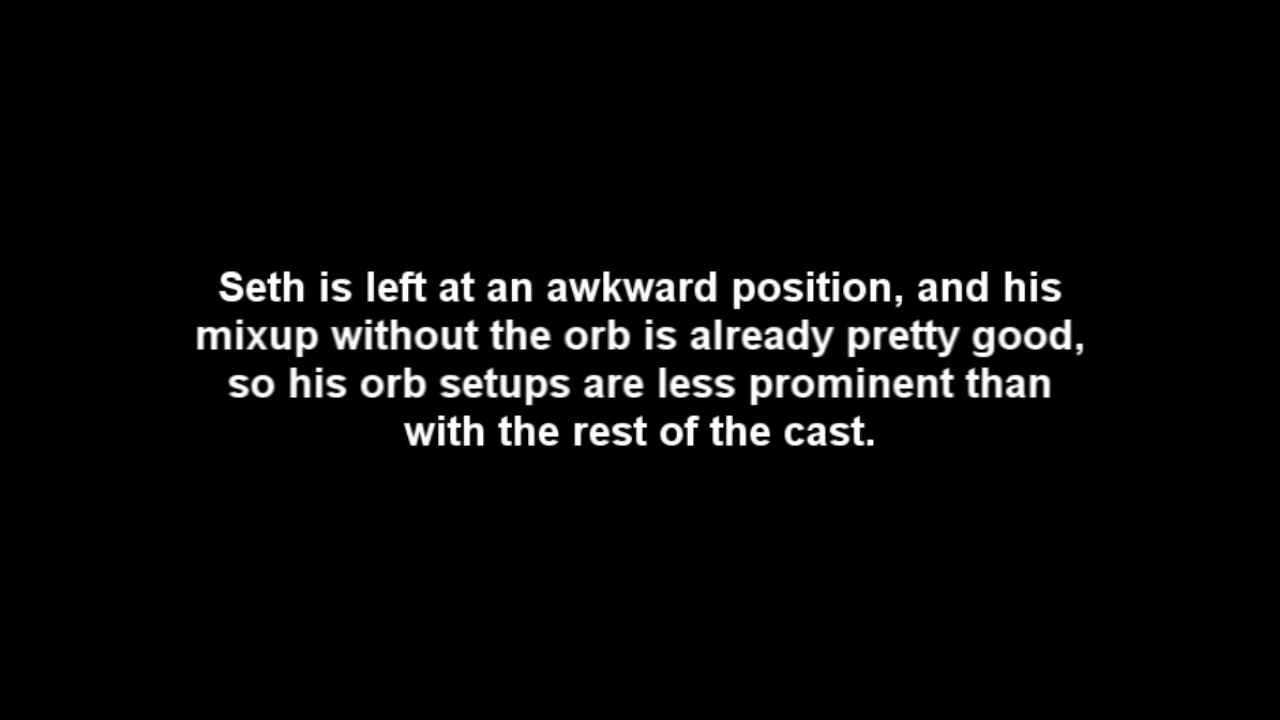 Seth is left at an awkward position, and his
mixup without the orb is already pretty good,
so his orb setups are less prominent than
with the rest of the cast.